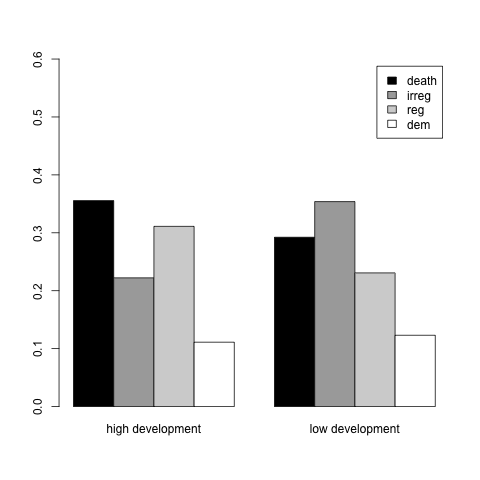 0.6
0.5
0.4
0.3
0.2
0.1
0.0
death
irreg
reg
dem
high development
low development